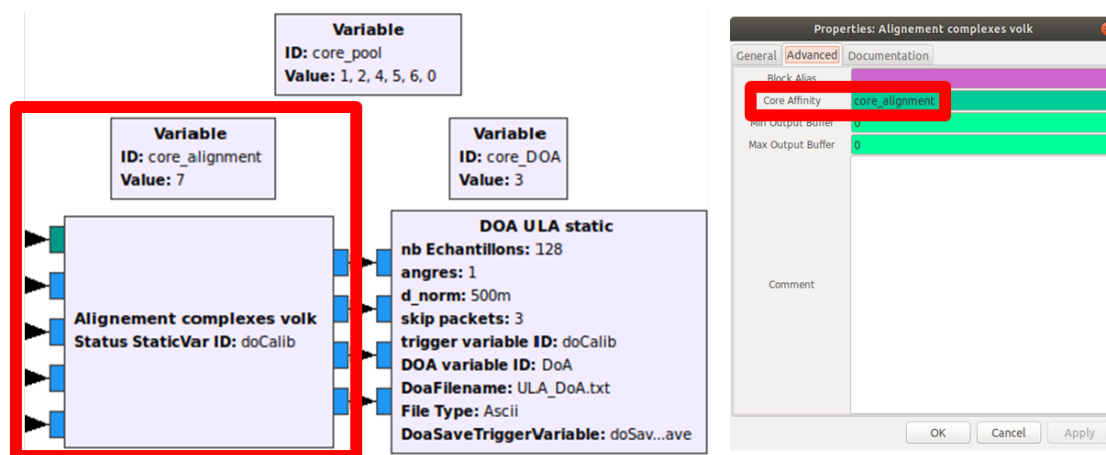 Variable
ID: core_pool
Value: 1, 2, 4, 5, 6, 0
Variable
ID: core_alignment
Value: 7
Variable
ID: core_DOA
Value: 3
Alignement complexes volk
Status StaticVar ID: doCalib
DOA ULA static
nb Echantillons: 128
angres: 1
d_norm: 500m
skip packets: 3
trigger variable ID: doCalib
DOA variable ID: DoA
DoaFilename: ULA_DoA.txt
File Type: Ascii
DoaSaveTriggerVariable: doSav...ave
Properties: Alignement complexes volk
General Advanced Documentation
Block Alias
Core Affinity core_alignment
Min Output Buffer 0
Max Output Buffer 0
Comment
OK Cancel Apply